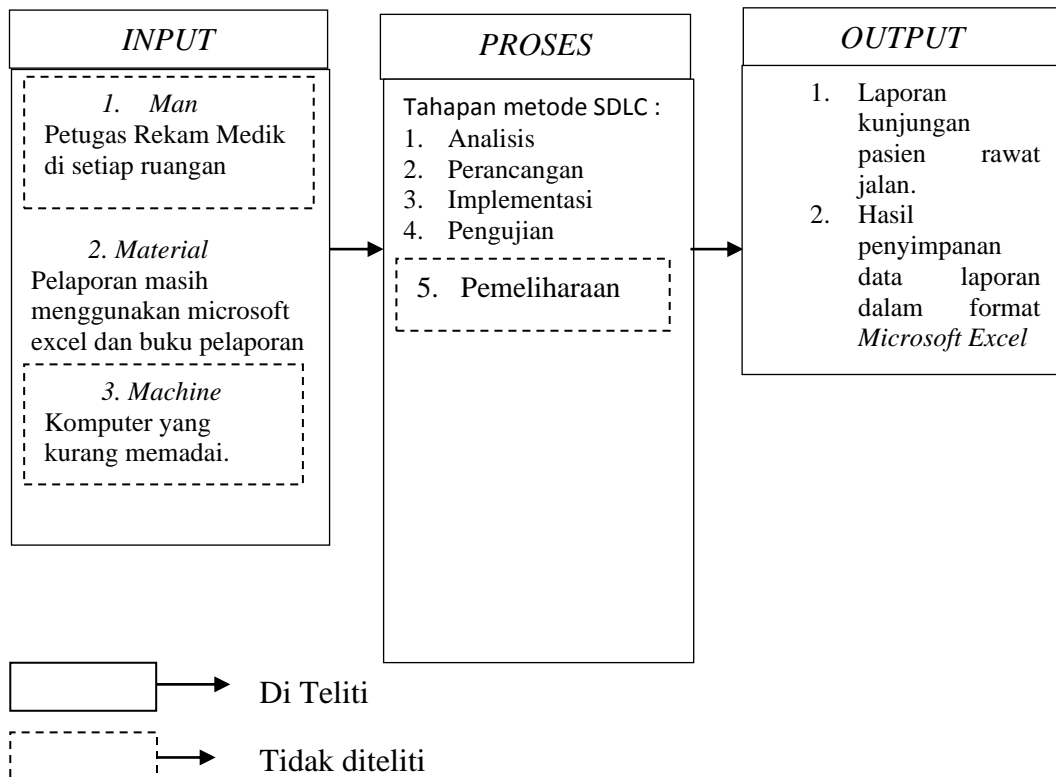 INPUT
1. Man
Petugas Rekam Medik
di setiap ruangan
2. Material
Pelaporan masih
menggunakan microsoft
excel dan buku pelaporan
3. Machine
Komputer yang
kurang memadai.
PROSES
Tahapan metode SDLC :
1. Analisis
2. Perancangan
3. Implementasi
4. Pengujian
5. Pemeliharaan
OUTPUT
1. Laporan
kunjungan
pasien rawat
jalan.
2. Hasil
penyimpanan
data laporan
dalam format
Microsoft Excel
Di Teliti
Tidak diteliti